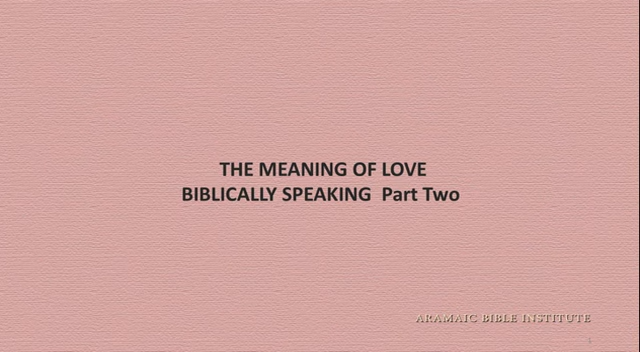 THE MEANING OF LOVE
BIBLICALLY SPEAKING Part Two
ARAMAIC BIBLE INSTITUTE